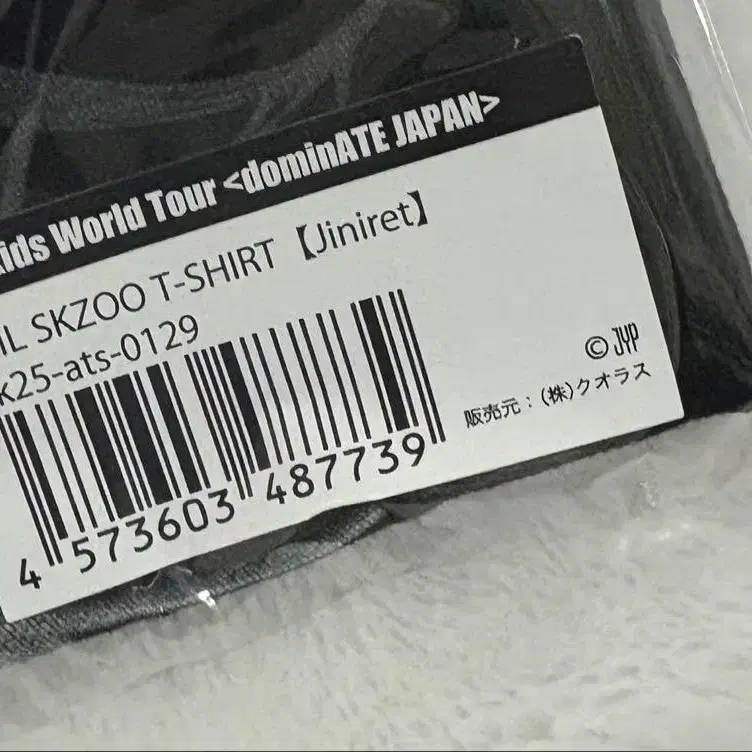 ids World Tour <dominATE JAPAN>
IL SKZOO T-SHIRT【Jiniret】
k25-ats-0129
4 573603 487739
© JYP
販売元：(株)クオラス